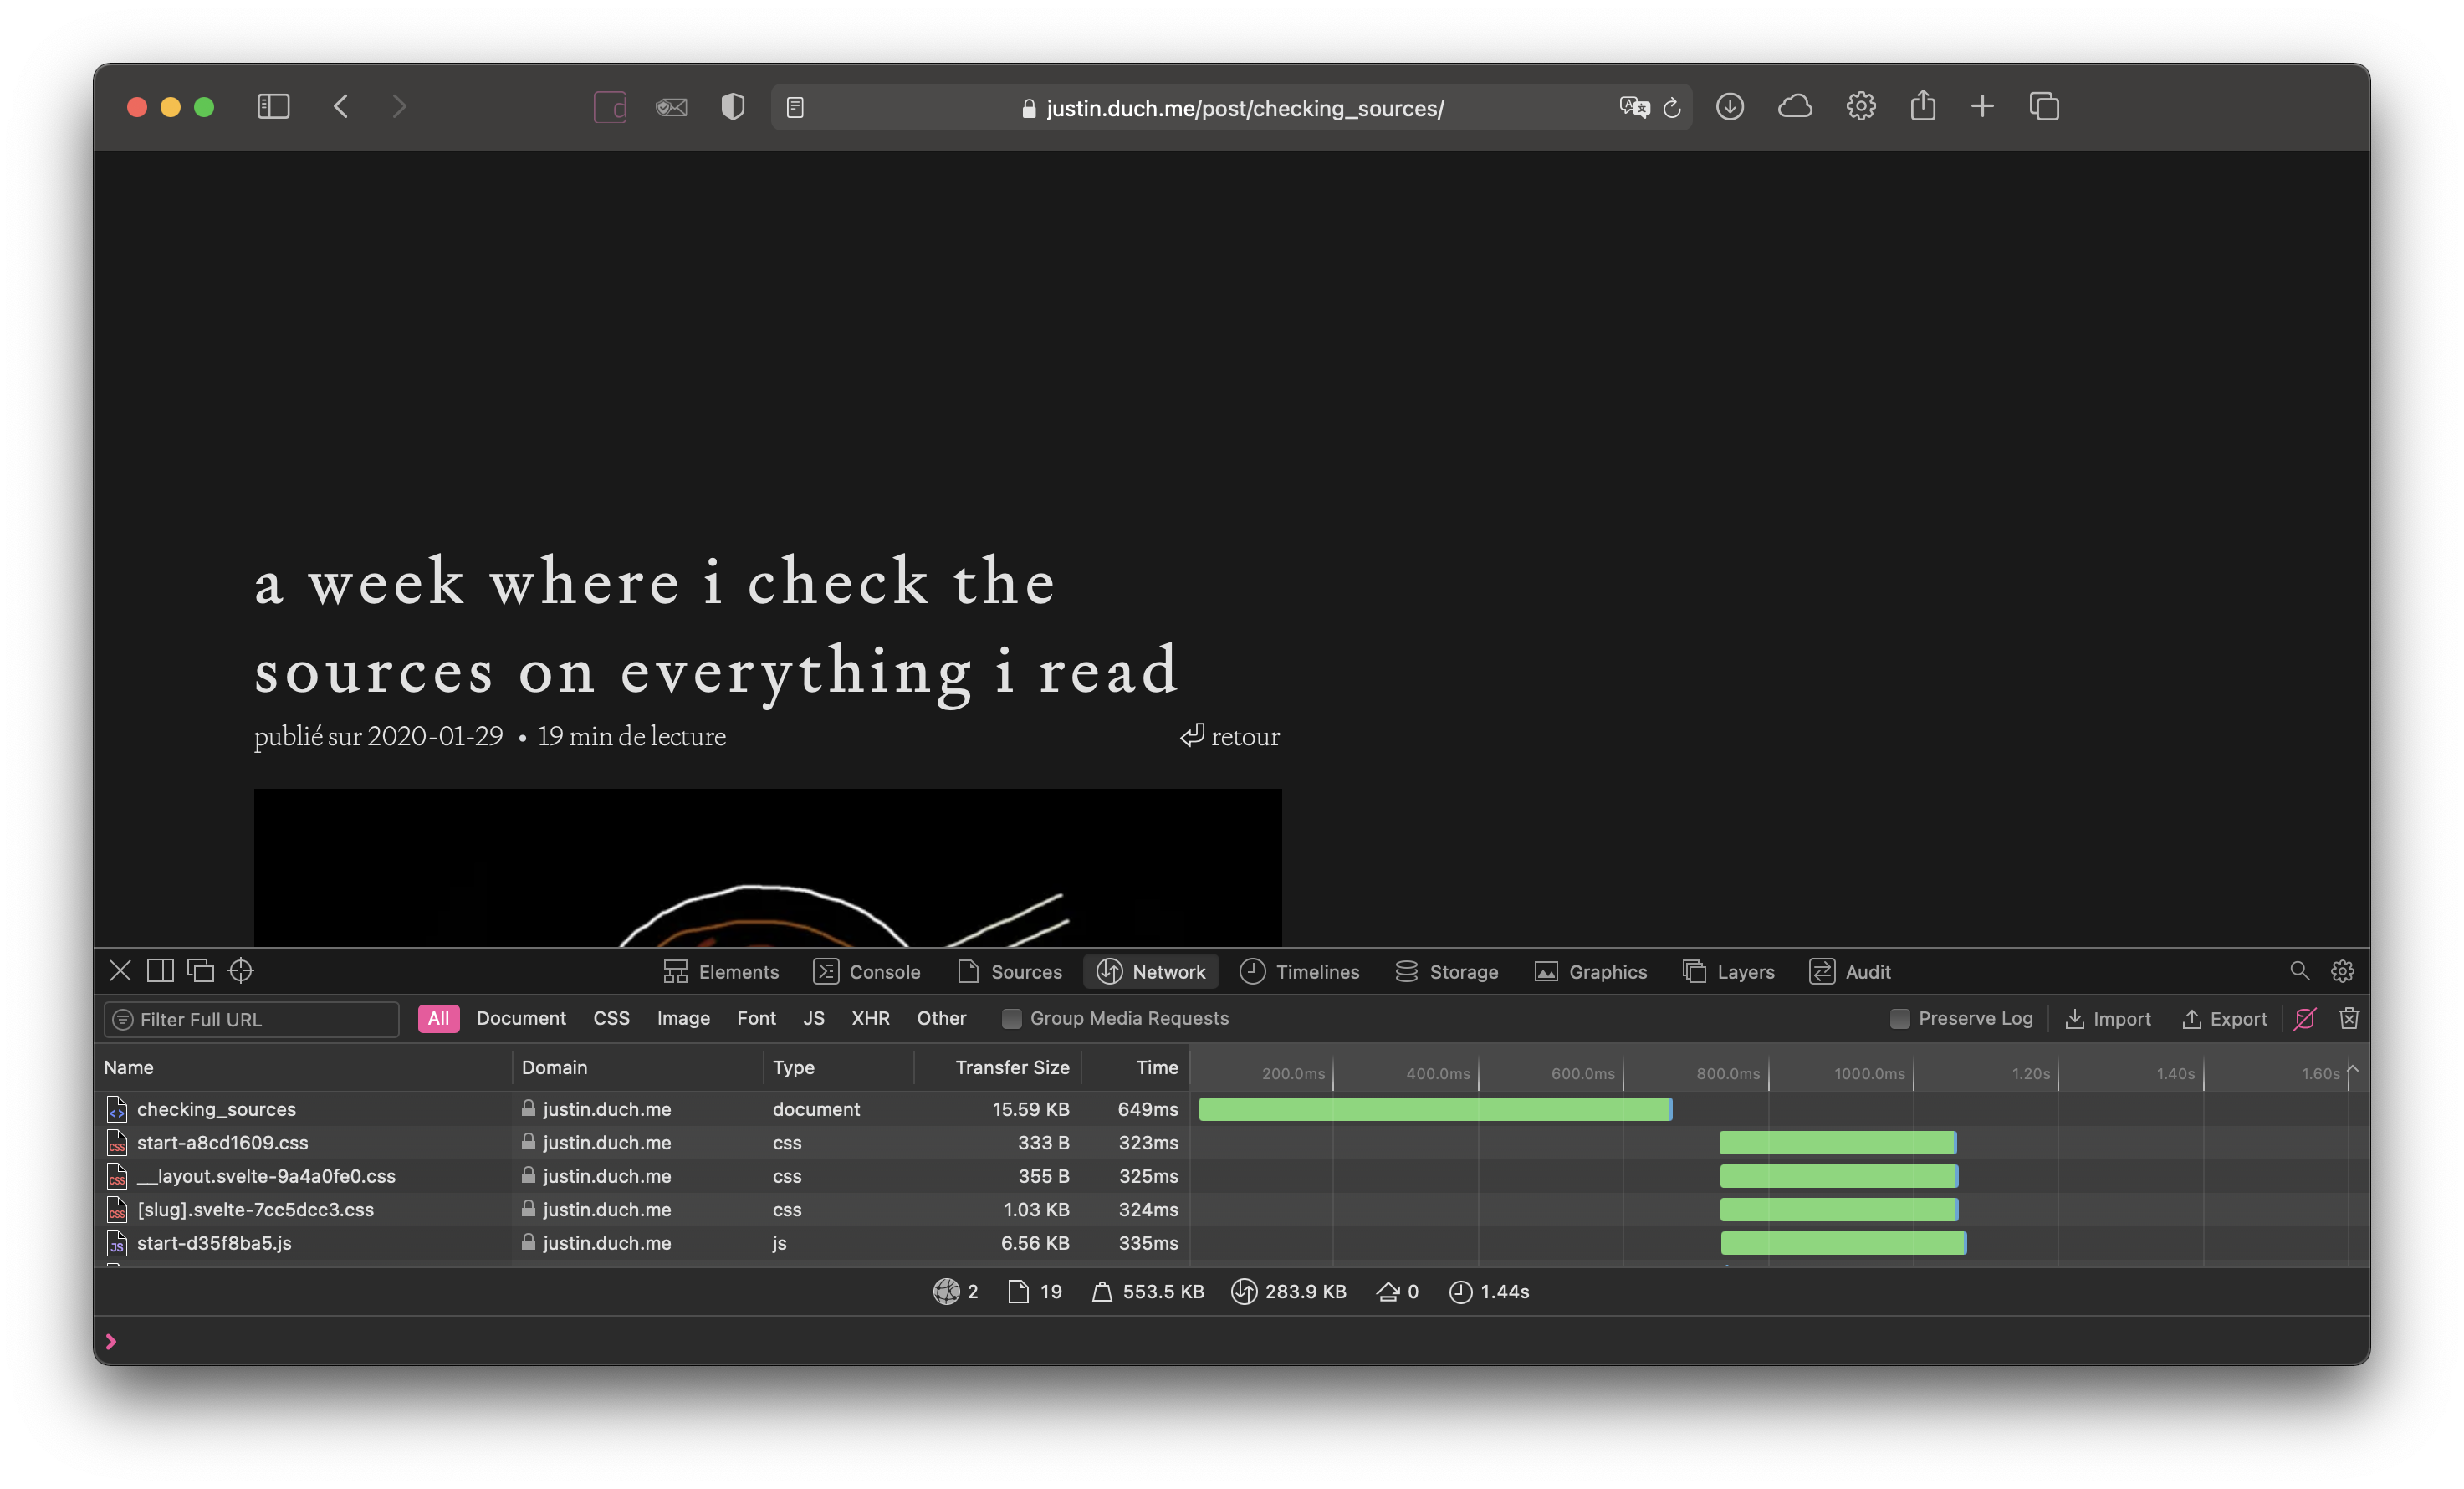 justin.duch.me/post/checking_sources/
a week where i check the
sources on everything i read
publié sur 2020-01-29 • 19 min de lecture
retour
Elements Console Sources Network Timelines Storage Graphics Layers Audit
Filter Full URL All Document CSS Image Font JS XHR Other Group Media Requests Preserve Log Import Export
Name Domain Type Transfer Size Time 200.0ms 400.0ms 600.0ms 800.0ms 1000.0ms 1.20s 1.40s 1.60s
checking_sources justin.duch.me document 15.59 KB 649ms
start-a8cd1609.css justin.duch.me css 333 B 323ms
__layout.svelte-9a4a0fe0.css justin.duch.me css 355 B 325ms
[slug].svelte-7cc5dcc3.css justin.duch.me css 1.03 KB 324ms
start-d35f8ba5.js justin.duch.me js 6.56 KB 335ms
2 19 553.5 KB 283.9 KB 0 1.44s